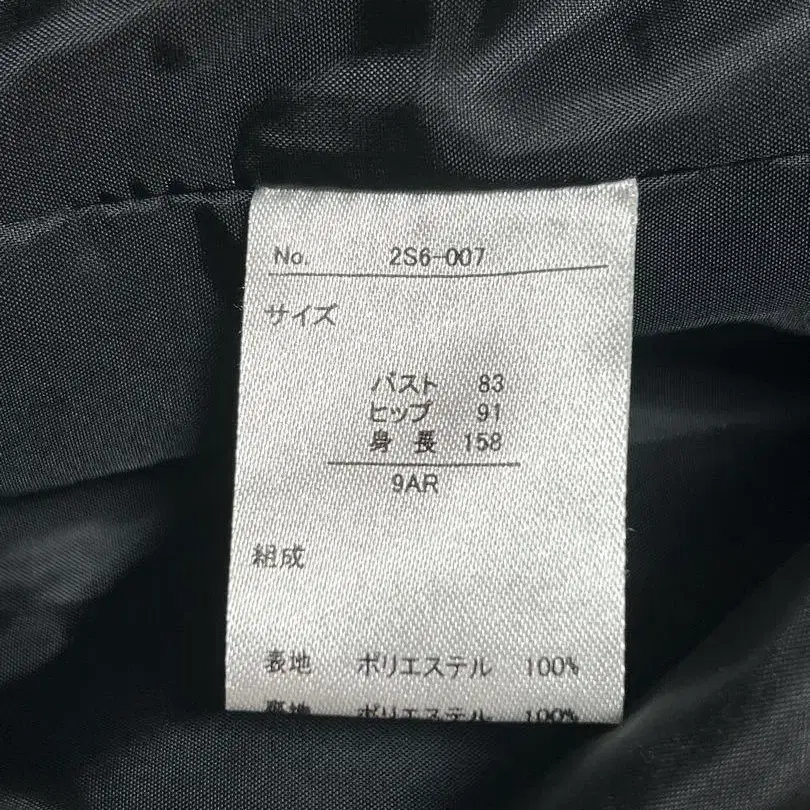 No. 2S6-007
サイズ
バスト 83
ヒップ 91
身長 158
9AR
組成
表地 ポリエステル 100%
裏地 ポリエステル 100%